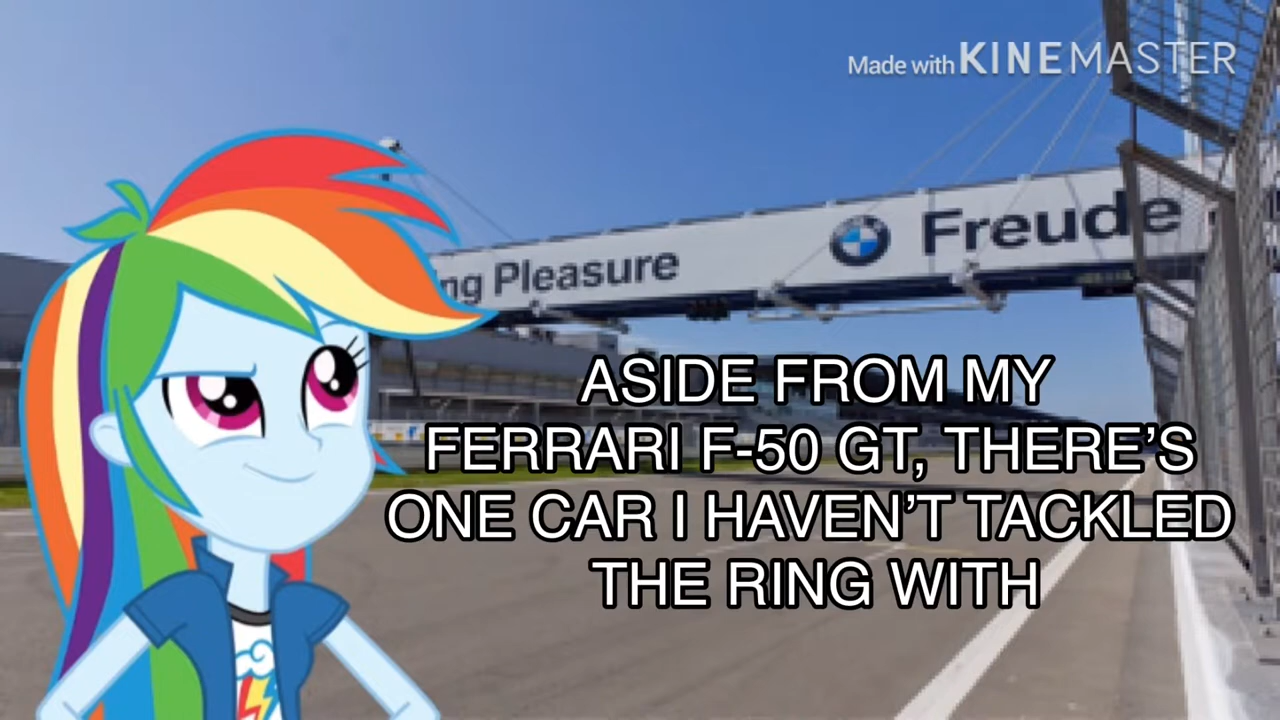 Made with KINEMASTER
ng Pleasure
Freude
ASIDE FROM MY
FERRARI F-50 GT, THERE’S
ONE CAR I HAVEN’T TACKLED
THE RING WITH